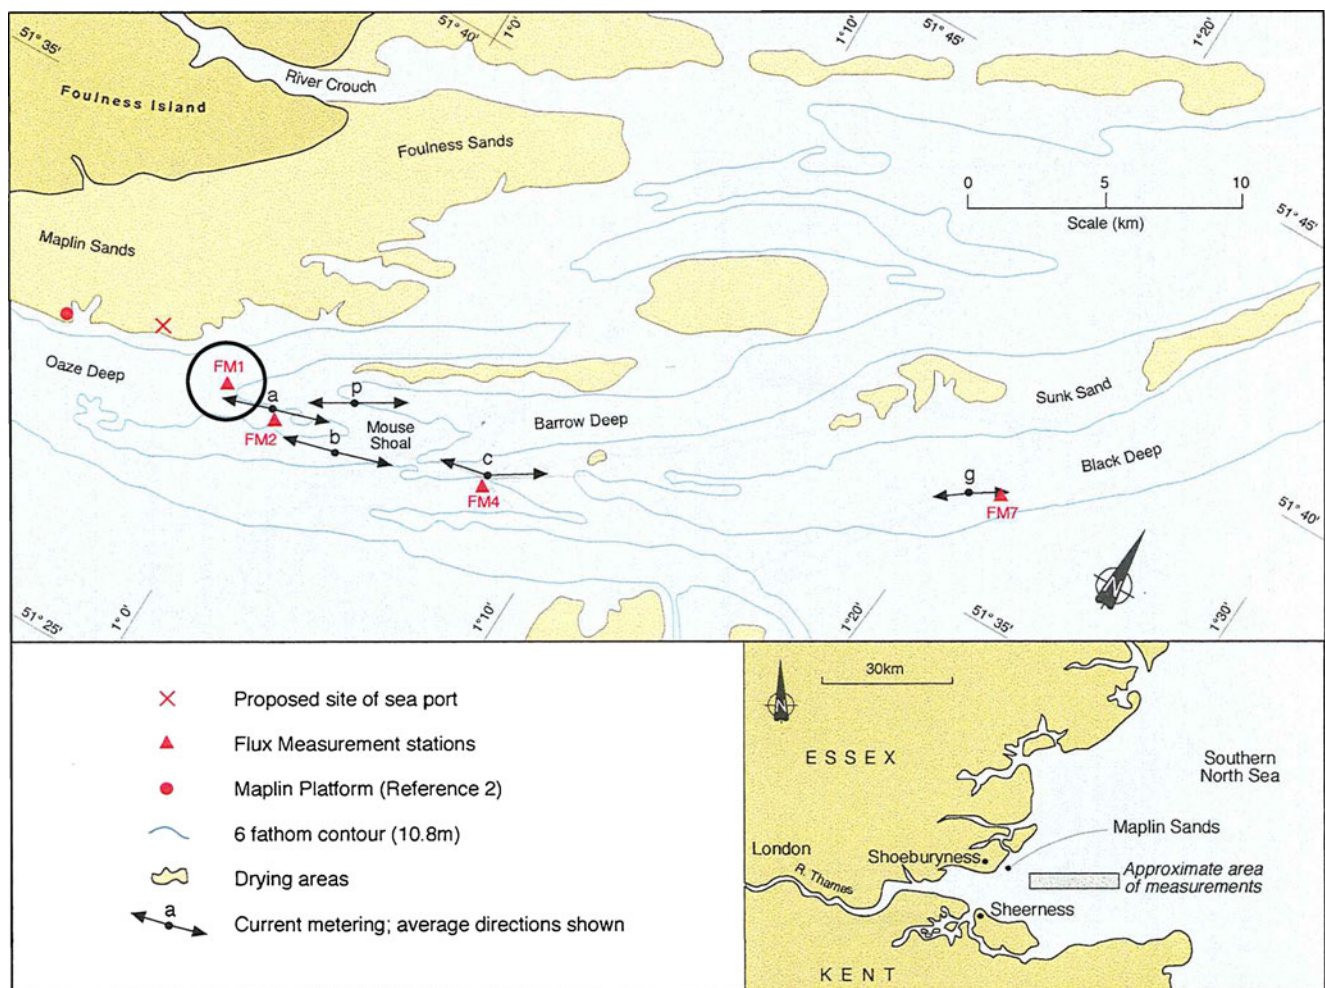 51° 35'
51° 40'
1° 0'
1° 10'
51° 45'
1° 20'
River Crouch
Foulness Island
Foulness Sands
0 5 10
Scale (km)
51° 45'
Maplin Sands
Oaze Deep
FM1
a
p
FM2
b
Mouse
Shoal
Barrow Deep
Sunk Sand
c
FM4
Black Deep
g
FM7
51° 40'
N
51° 25'
1° 0'
1° 10'
1° 20'
51° 35'
1° 30'
Proposed site of sea port
Flux Measurement stations
Maplin Platform (Reference 2)
6 fathom contour (10.8m)
Drying areas
a
Current metering; average directions shown
30km
N
ESSEX
Southern
North Sea
Maplin Sands
London
Shoeburyness
R. Thames
Approximate area
of measurements
Sheerness
KENT